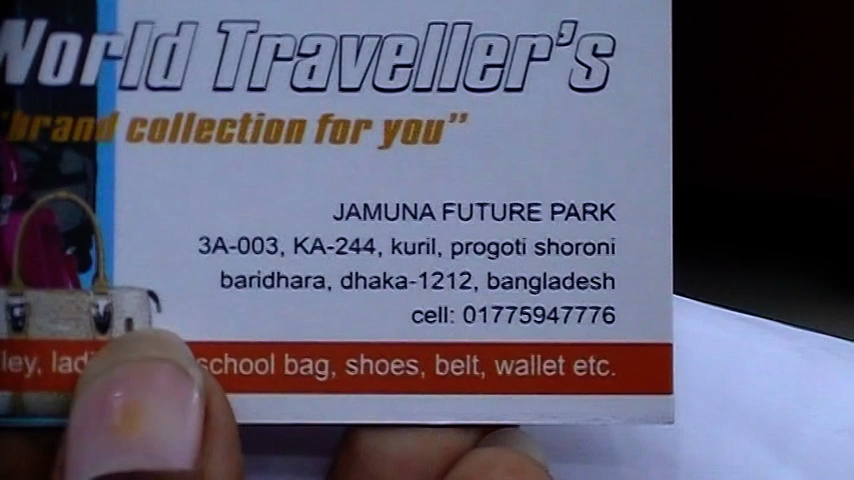 World Traveller's
"brand collection for you"
JAMUNA FUTURE PARK
3A-003, KA-244, kuril, progoti shoroni
baridhara, dhaka-1212, bangladesh
cell: 01775947776
school bag, shoes, belt, wallet etc.